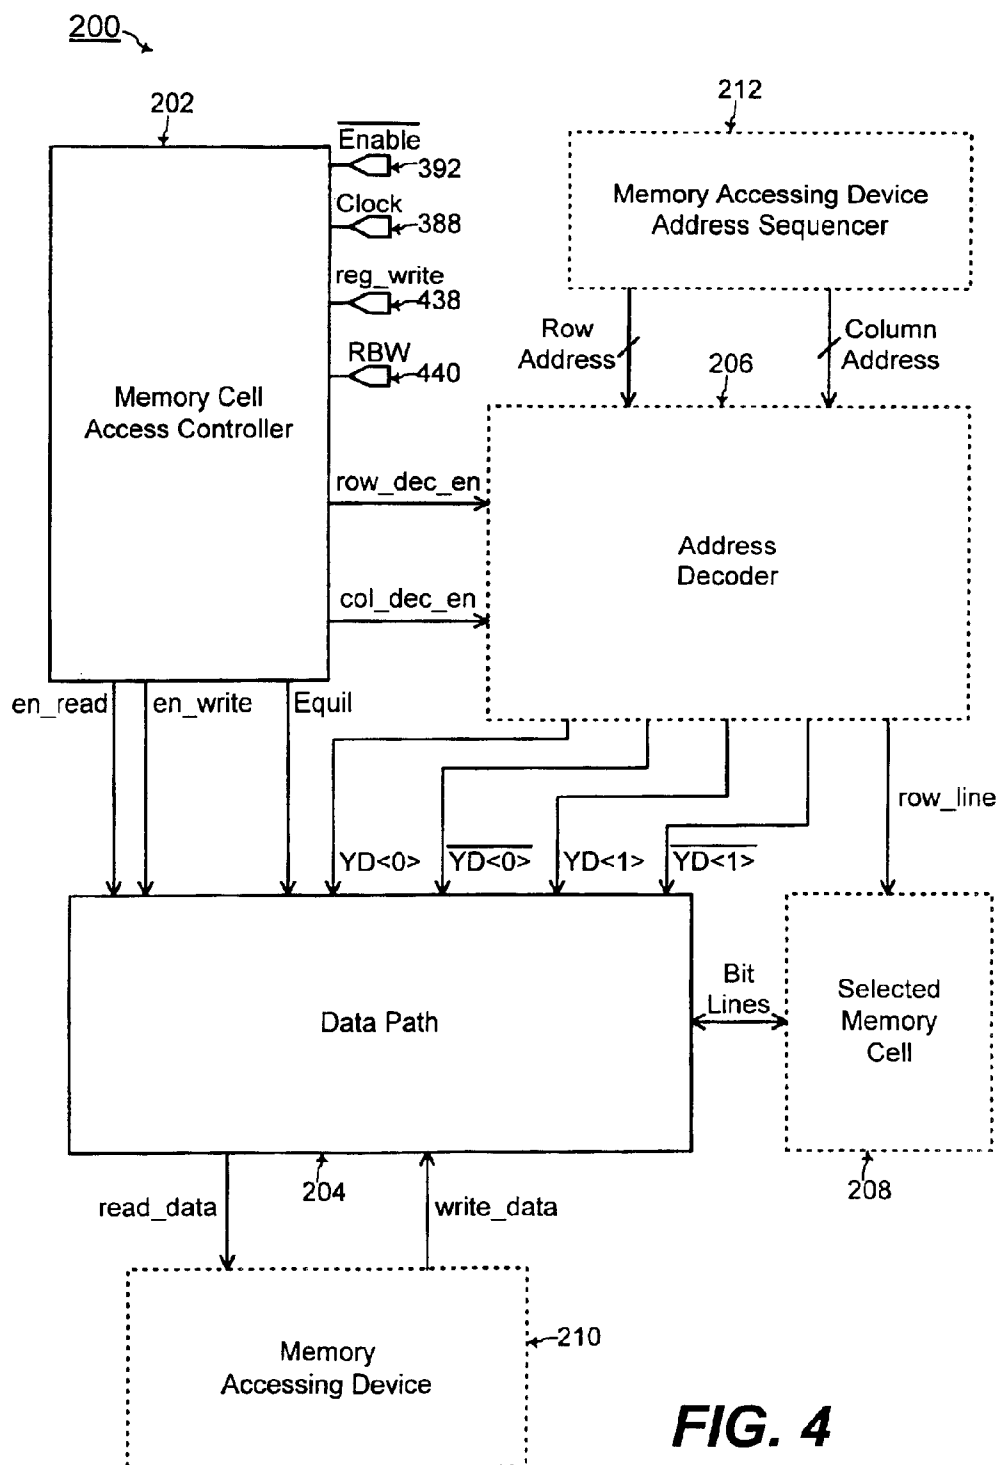 200
202
212
Enable
392
Clock
388
reg_write
438
RBW
440
Memory Accessing Device
Address Sequencer
Row
Address
Column
Address
206
Memory Cell
Access Controller
row_dec_en
Address
Decoder
col_dec_en
en_read
en_write
Equil
row_line
YD<0>
YD<0>
YD<1>
YD<1>
Data Path
Bit
Lines
Selected
Memory
Cell
204
208
read_data
write_data
Memory
Accessing Device
210
FIG. 4